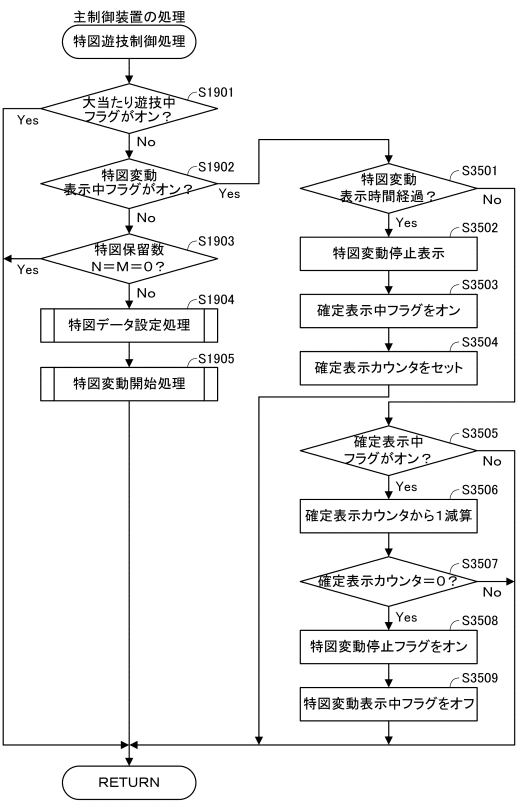 主制御装置の処理
特図遊技制御処理
S1901
大当たり遊技中
フラグがオン?
Yes
No
S1902
特図変動
表示中フラグがオン?
Yes
No
S1903
特図保留数
N=M=0?
Yes
No
S1904
特図データ設定処理
S1905
特図変動開始処理
S3501
特図変動
表示時間経過?
No
Yes
S3502
特図変動停止表示
S3503
確定表示中フラグをオン
S3504
確定表示カウンタをセット
S3505
確定表示中
フラグがオン?
No
Yes
S3506
確定表示カウンタから1減算
S3507
確定表示カウンタ=0?
No
Yes
S3508
特図変動停止フラグをオン
S3509
特図変動表示中フラグをオフ
RETURN